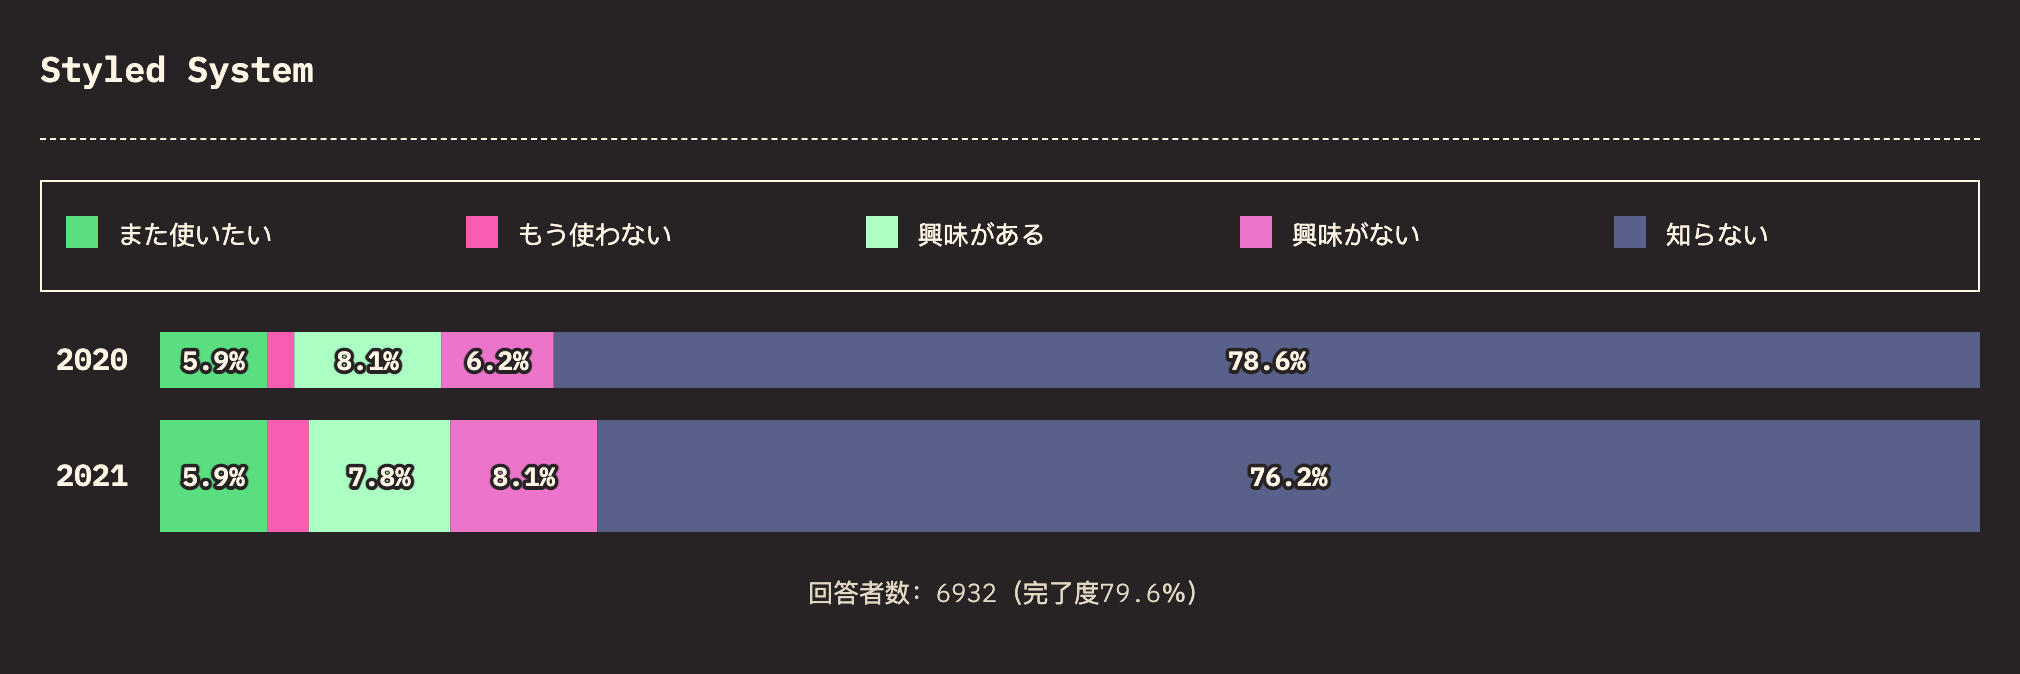 Styled System
また使いたい もう使わない 興味がある 興味がない 知らない
2020 5.9% 8.1% 6.2% 78.6%
2021 5.9% 7.8% 8.1% 76.2%
回答者数: 6932 (完了度79.6%)